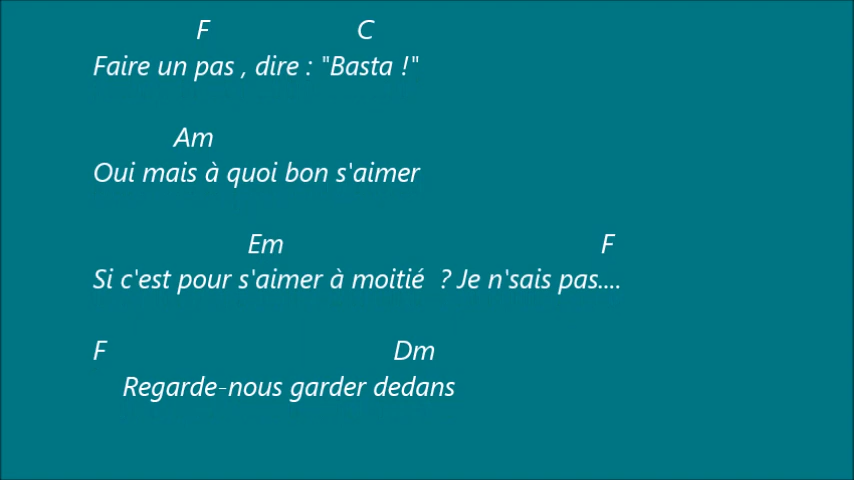 F C
Faire un pas , dire : "Basta !"
Am
Oui mais à quoi bon s'aimer
Em F
Si c'est pour s'aimer à moitié  ? Je n'sais pas....
F Dm
Regarde-nous garder dedans